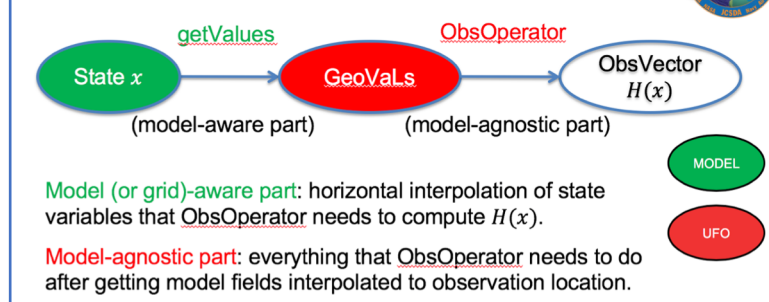 getValues
ObsOperator
State x
GeoVaLs
ObsVector
H(x)
(model-aware part)
(model-agnostic part)
MODEL
Model (or grid)-aware part: horizontal interpolation of state
variables that ObsOperator needs to compute H(x).
UFO
Model-agnostic part: everything that ObsOperator needs to do
after getting model fields interpolated to observation location.